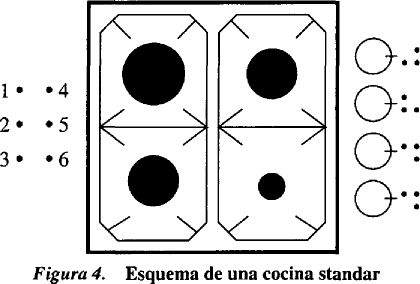 1 • • 4
2 • • 5
3 • • 6
Figura 4. Esquema de una cocina standar